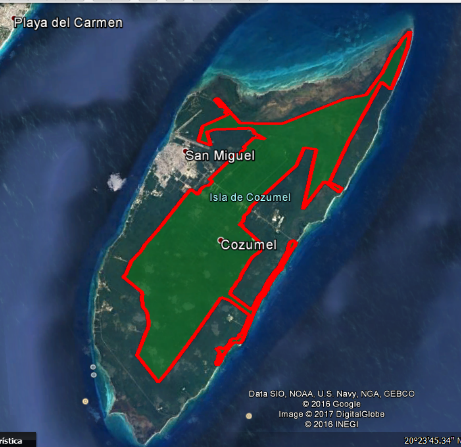 Playa del Carmen
San Miguel
Isla de Cozumel
Cozumel
Data SIO, NOAA, U.S. Navy, NGA, GEBCO
© 2016 Google
Image © 2017 DigitalGlobe
© 2016 INEGI
rística
20°23'45.34" N